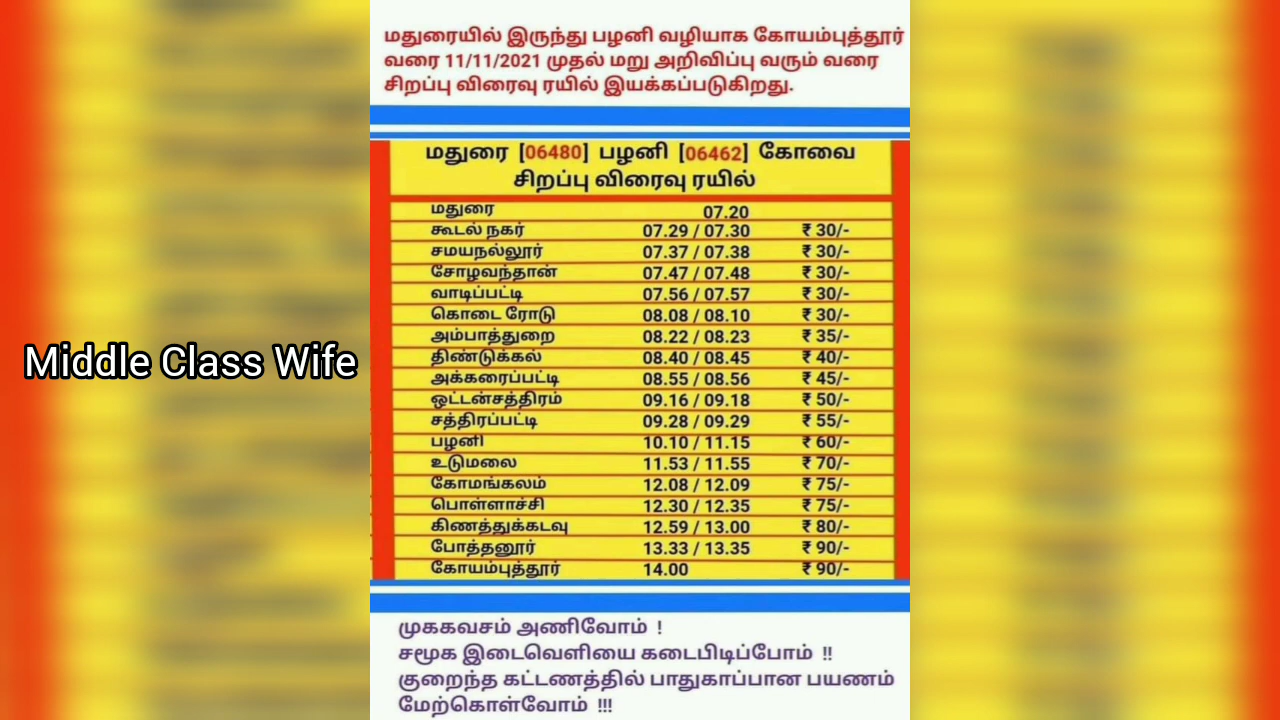 மதுரையில் இருந்து பழனி வழியாக கோயம்புத்தூர்
வரை 11/11/2021 முதல் மறு அறிவிப்பு வரும் வரை
சிறப்பு விரைவு ரயில் இயக்கப்படுகிறது.
மதுரை [06480] பழனி [06462] கோவை
சிறப்பு விரைவு ரயில்
மதுரை 07.20
கூடல் நகர் 07.29 / 07.30 ₹ 30/-
சமயநல்லூர் 07.37 / 07.38 ₹ 30/-
சோழவந்தான் 07.47 / 07.48 ₹ 30/-
வாடிப்பட்டி 07.56 / 07.57 ₹ 30/-
கொடை ரோடு 08.08 / 08.10 ₹ 30/-
அம்பாத்துறை 08.22 / 08.23 ₹ 35/-
திண்டுக்கல் 08.40 / 08.45 ₹ 40/-
அக்கரைப்பட்டி 08.55 / 08.56 ₹ 45/-
ஒட்டன்சத்திரம் 09.16 / 09.18 ₹ 50/-
சத்திரப்பட்டி 09.28 / 09.29 ₹ 55/-
பழனி 10.10 / 11.15 ₹ 60/-
உடுமலை 11.53 / 11.55 ₹ 70/-
கோமங்கலம் 12.08 / 12.09 ₹ 75/-
பொள்ளாச்சி 12.30 / 12.35 ₹ 75/-
கிணத்துக்கடவு 12.59 / 13.00 ₹ 80/-
போத்தனூர் 13.33 / 13.35 ₹ 90/-
கோயம்புத்தூர் 14.00 ₹ 90/-
Middle Class Wife
முககவசம் அணிவோம் !
சமூக இடைவெளியை கடைபிடிப்போம் !!
குறைந்த கட்டணத்தில் பாதுகாப்பான பயணம்
மேற்கொள்வோம் !!!